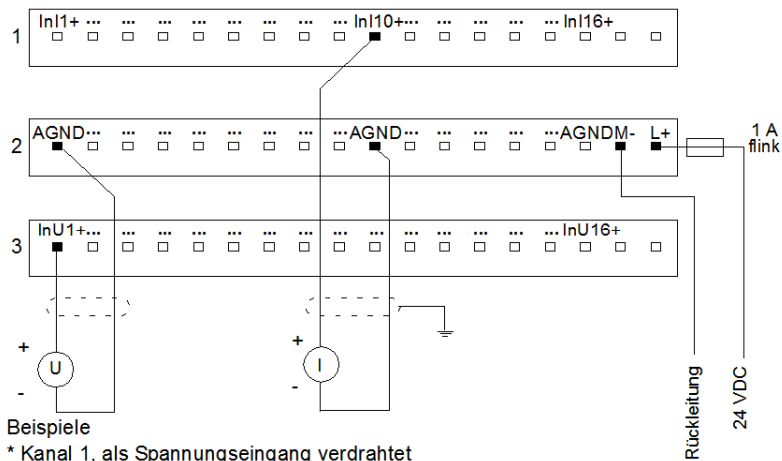 1 InI1+ ... ... ... ... ... ... ... ... InI10+ ... ... ... ... ... InI16+
2 AGND ... ... ... ... ... ... ... ... AGND ... ... ... ... ... AGND M- L+
1 A
flink
3 InU1+ ... ... ... ... ... ... ... ... ... ... ... ... ... ... InU16+
+ U -
+ I -
Rückleitung
24 VDC
Beispiele
* Kanal 1, als Spannungseingang verdrahtet